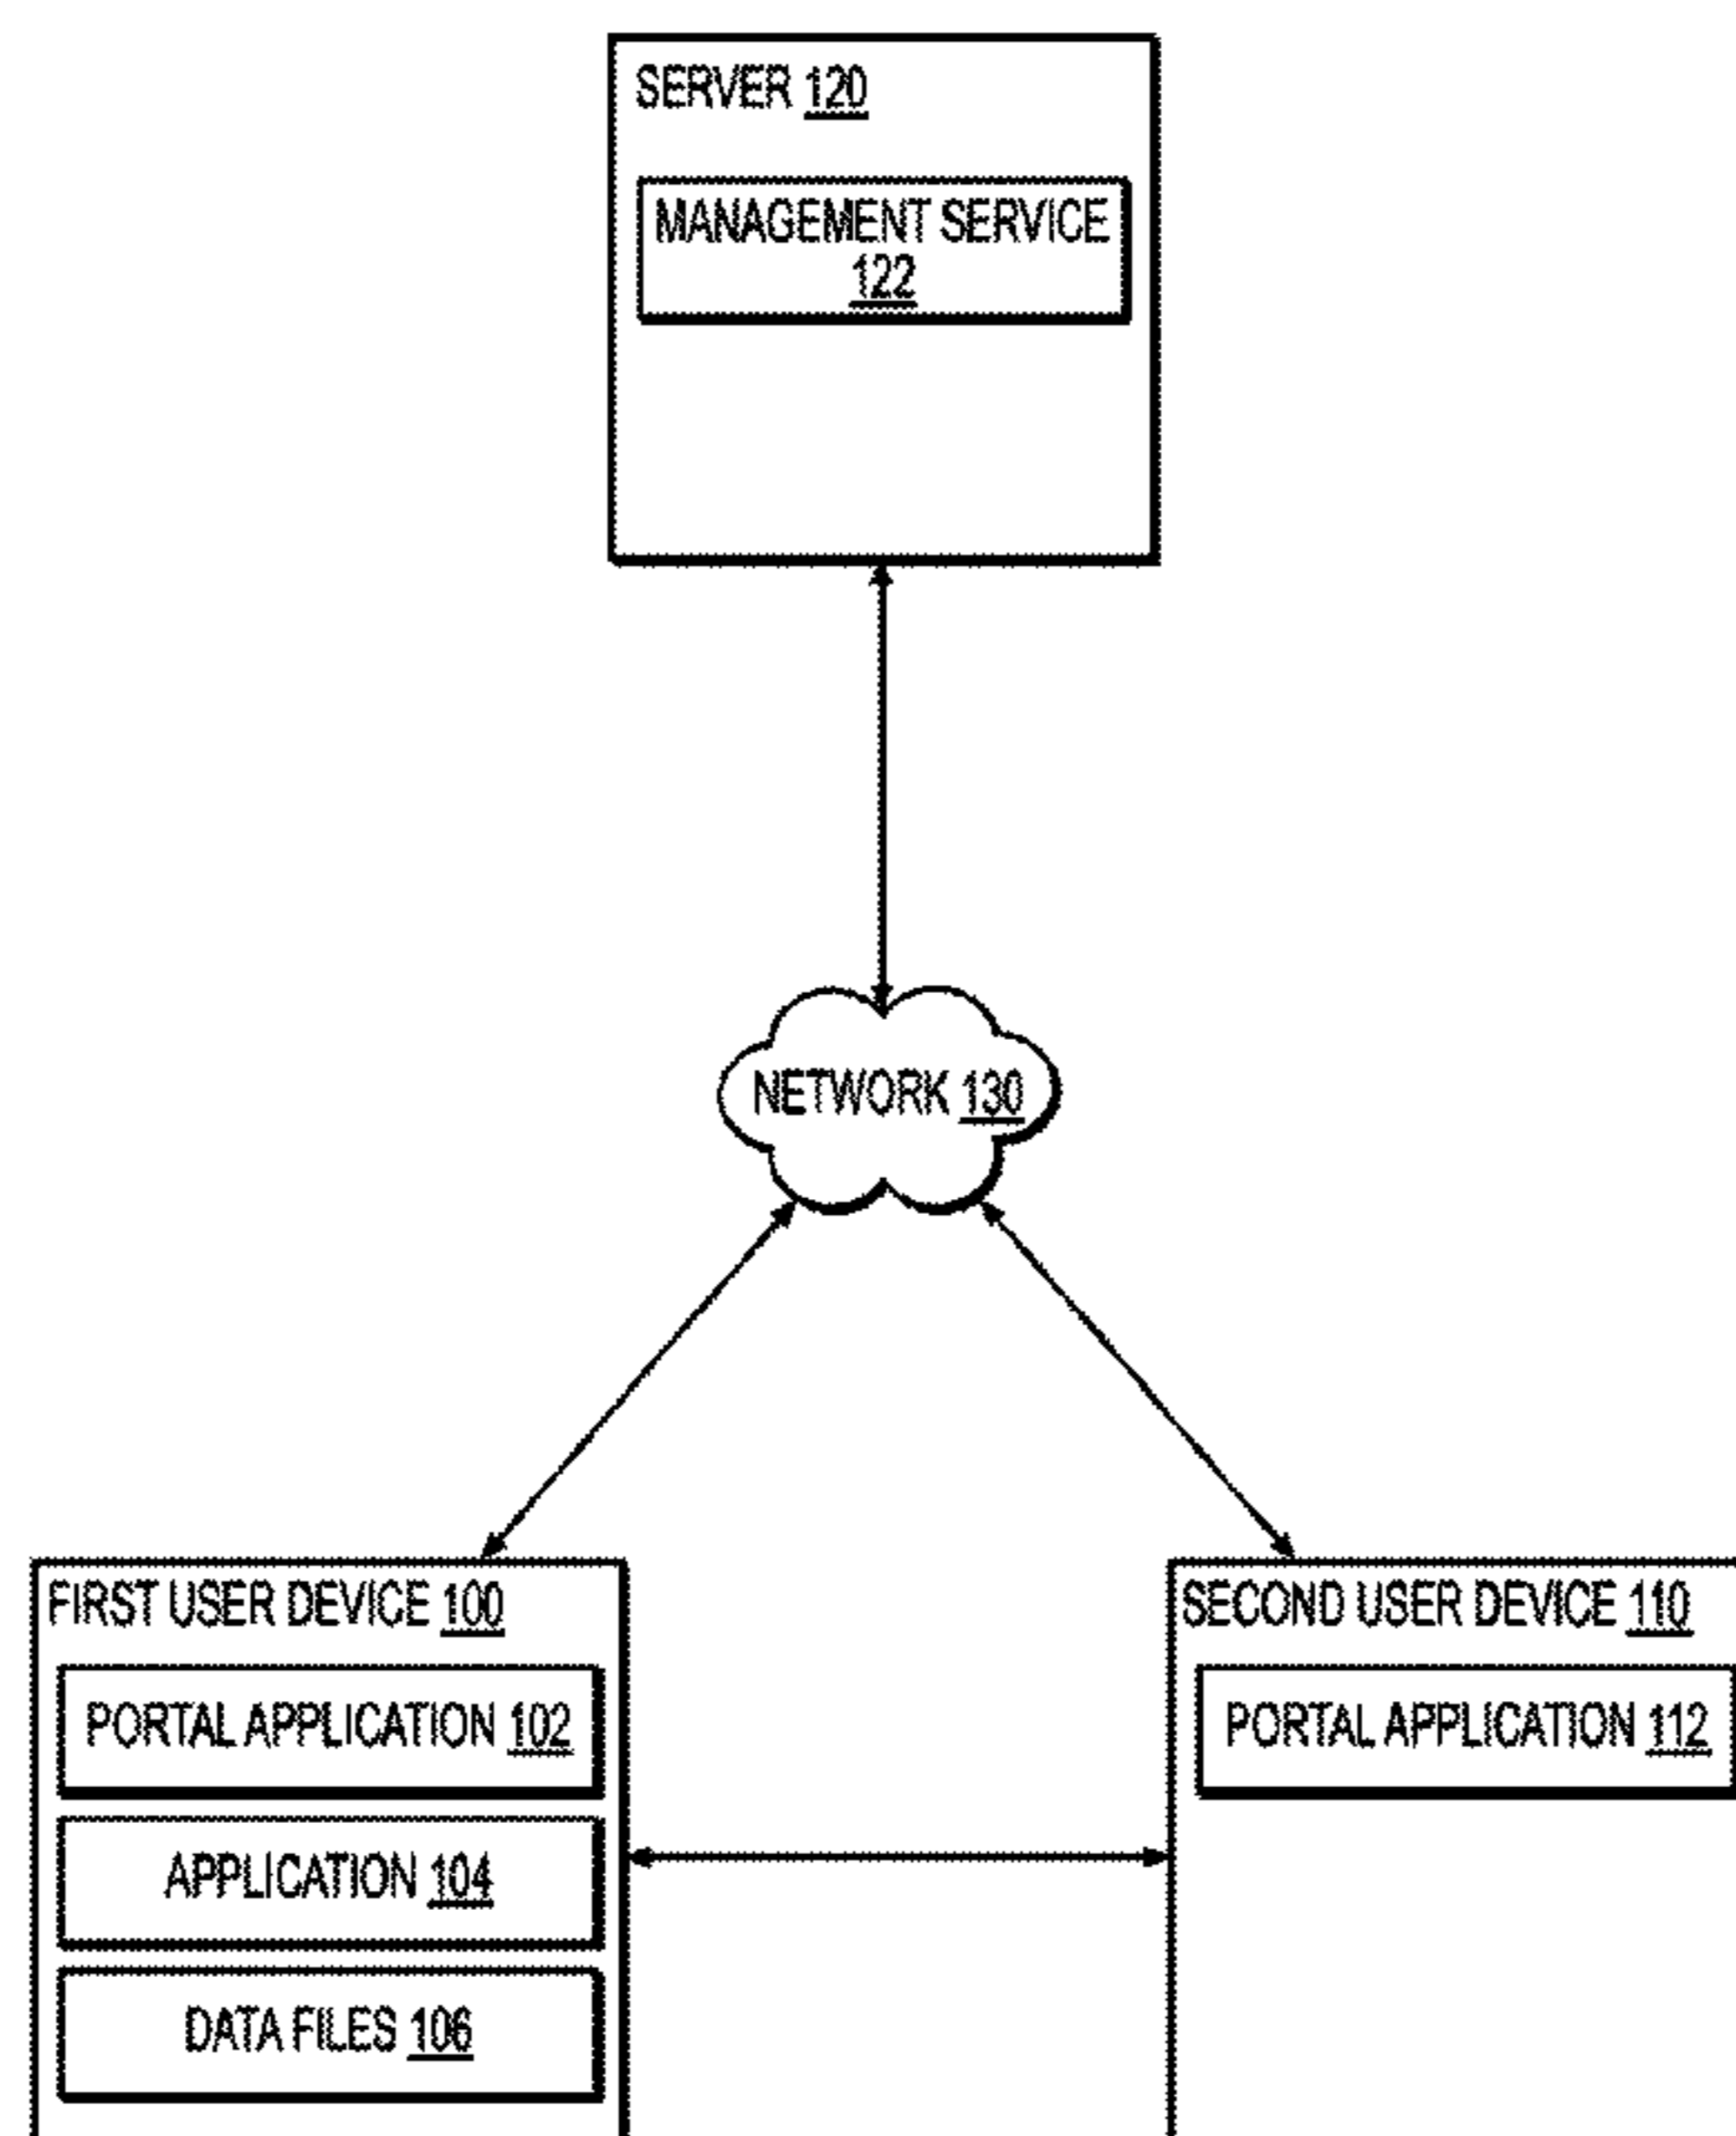 SERVER 120
MANAGEMENT SERVICE
122
NETWORK 130
FIRST USER DEVICE 100
PORTAL APPLICATION 102
APPLICATION 104
DATA FILES 106
SECOND USER DEVICE 110
PORTAL APPLICATION 112